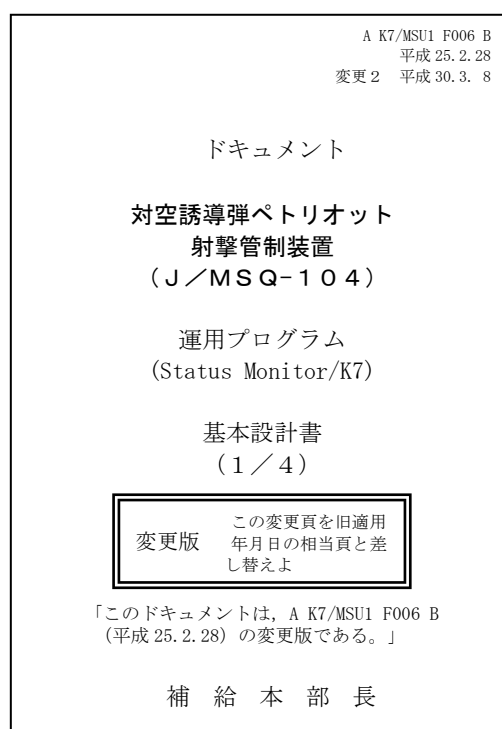 A K7/MSU1 F006 B
平成 25.2.28
変更２ 平成 30.3. 8
ドキュメント
対空誘導弾ペトリオット
射撃管制装置
（Ｊ／ＭＳＱ-１０４）
運用プログラム
(Status Monitor/K7)
基本設計書
（１／４）
変更版
この変更頁を旧適用
年月日の相当頁と差
し替えよ
「このドキュメントは，A K7/MSU1 F006 B
（平成 25.2.28）の変更版である。」
補 給 本 部 長